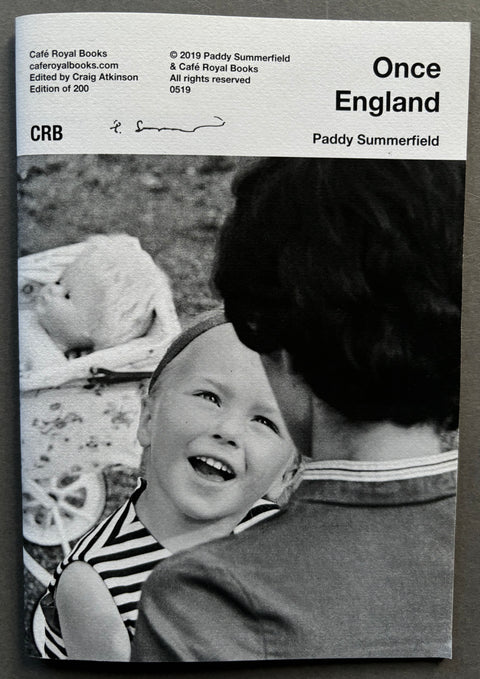 Café Royal Books
caferoyalbooks.com
Edited by Craig Atkinson
Edition of 200
© 2019 Paddy Summerfield
& Café Royal Books
All rights reserved
0519
Once
England
CRB
Paddy Summerfield